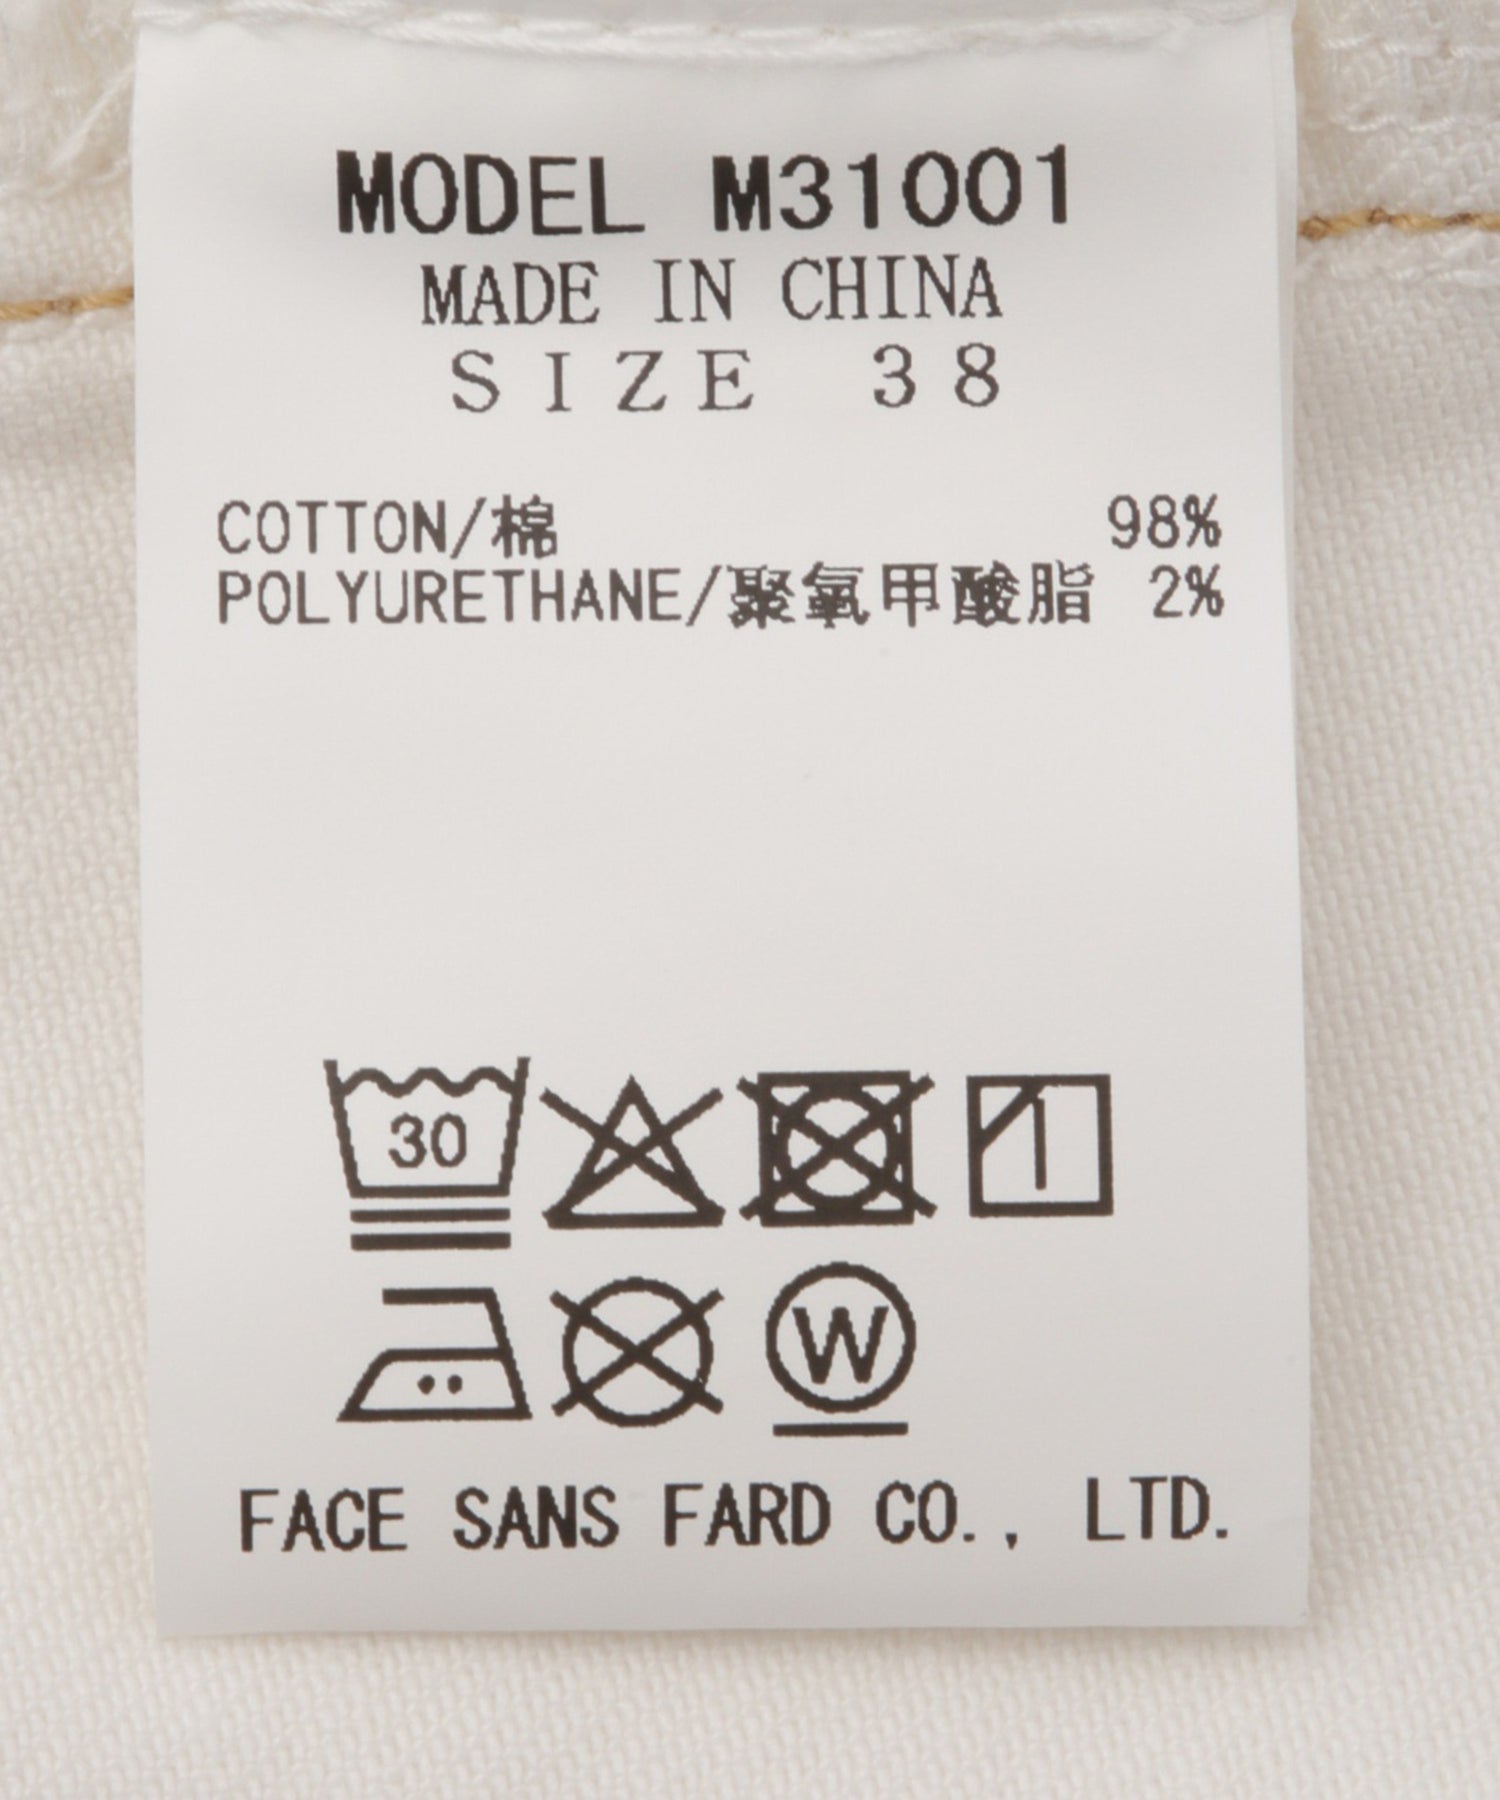 MODEL M31001
MADE IN CHINA
SIZE 38
COTTON/棉 98%
POLYURETHANE/聚氧甲酸脂 2%
30
W
FACE SANS FARD CO., LTD.